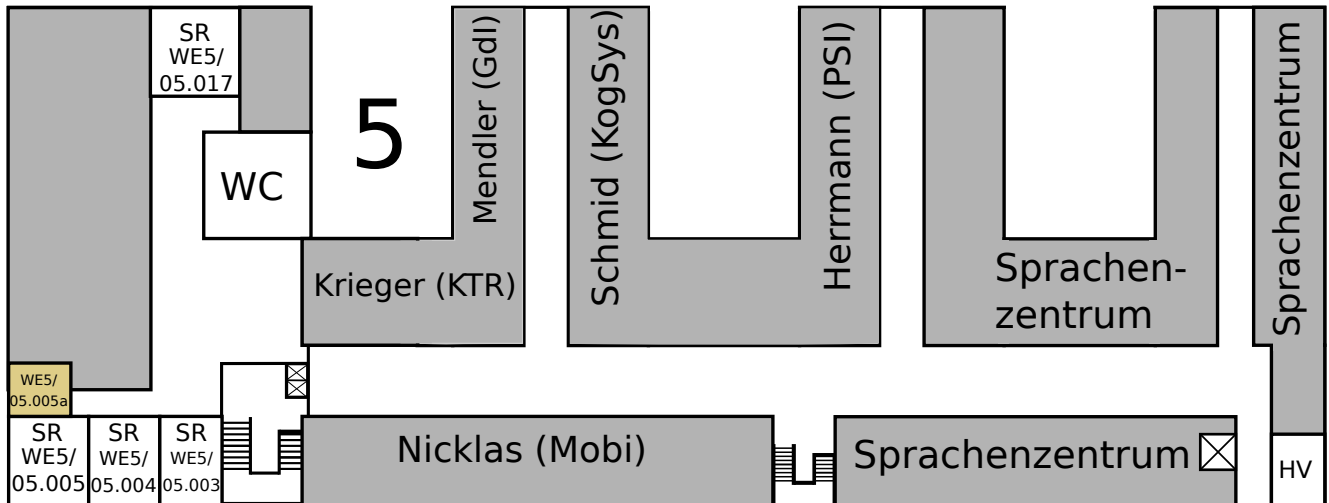 SR
WE5/
05.017
WC
5
Mendler (GdI)
Schmid (KogSys)
Herrmann (PSI)
Krieger (KTR)
Sprachen-
zentrum
Sprachenzentrum
WE5/
05.005a
SR
WE5/
05.005
SR
WE5/
05.004
SR
WE5/
05.003
Nicklas (Mobi)
Sprachenzentrum
HV